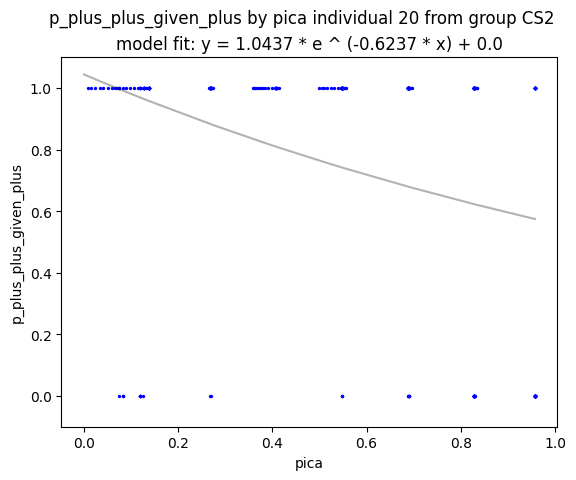 p_plus_plus_given_plus by pica individual 20 from group CS2
model fit: y = 1.0437 * e ^ (-0.6237 * x) + 0.0
1.0
0.8
0.6
0.4
0.2
0.0
p_plus_plus_given_plus
0.0 0.2 0.4 0.6 0.8 1.0
pica